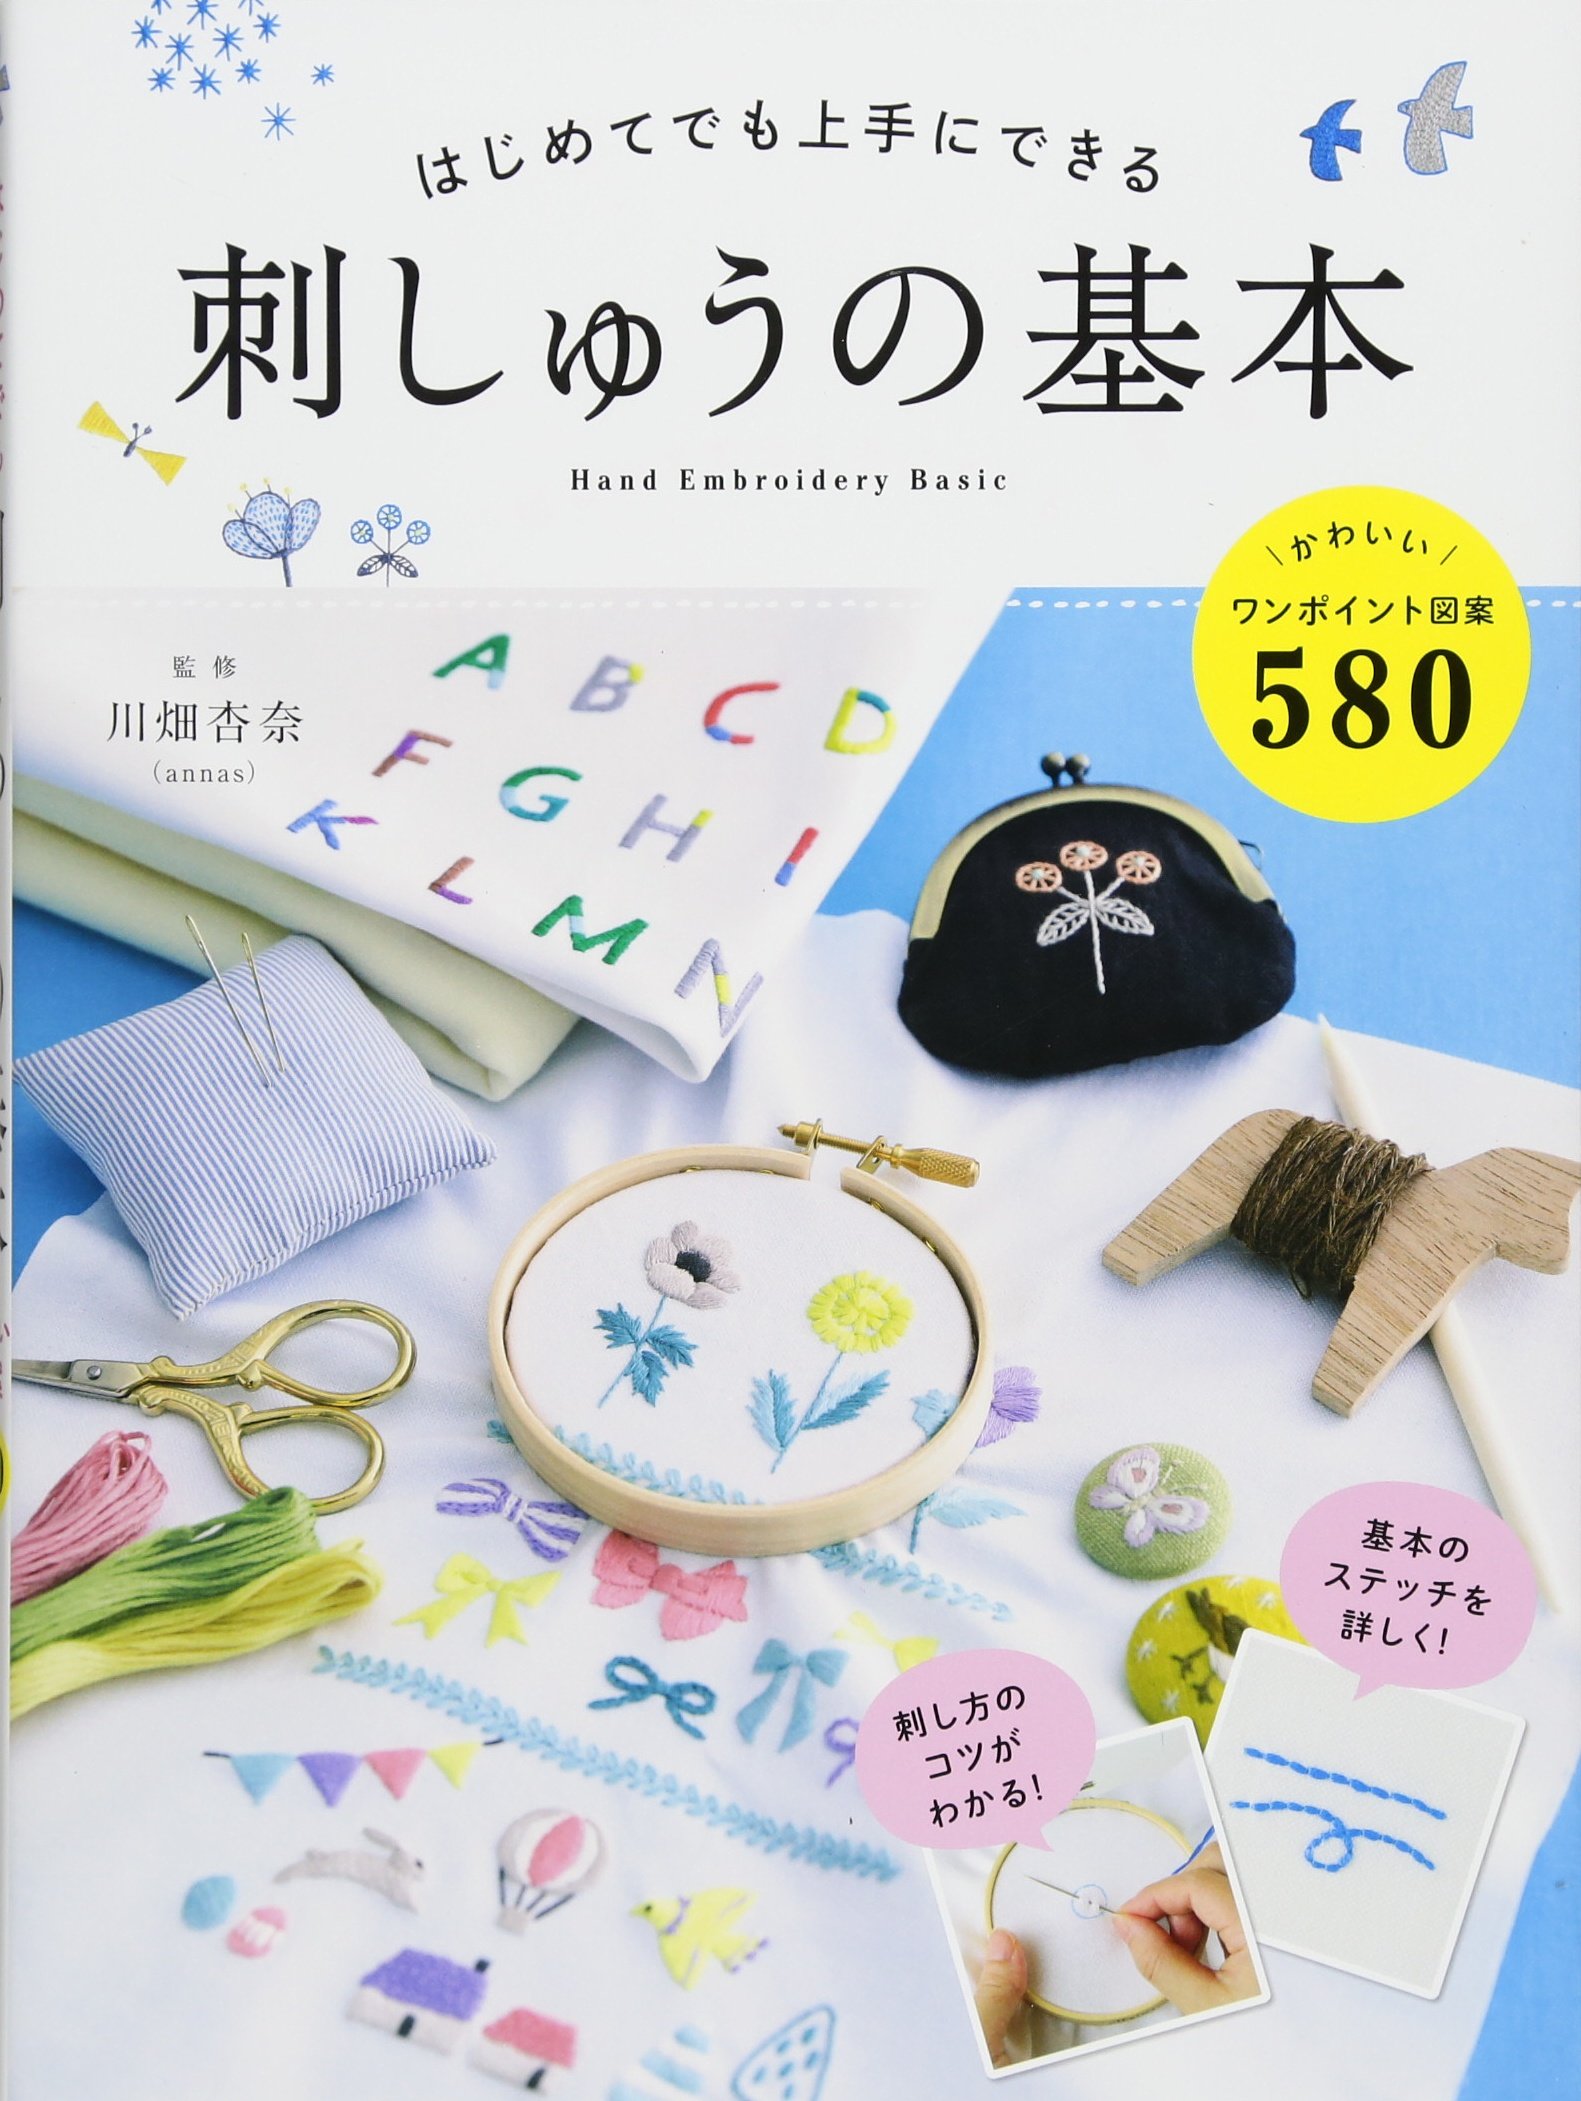 はじめてでも上手にできる
刺しゅうの基本
Hand Embroidery Basic
かわいい
ワンポイント図案
580
監修
川畑杏奈
(annas)
A B C D
F G H I
K L M N
基本の
ステッチを
詳しく!
刺し方の
コツが
わかる!